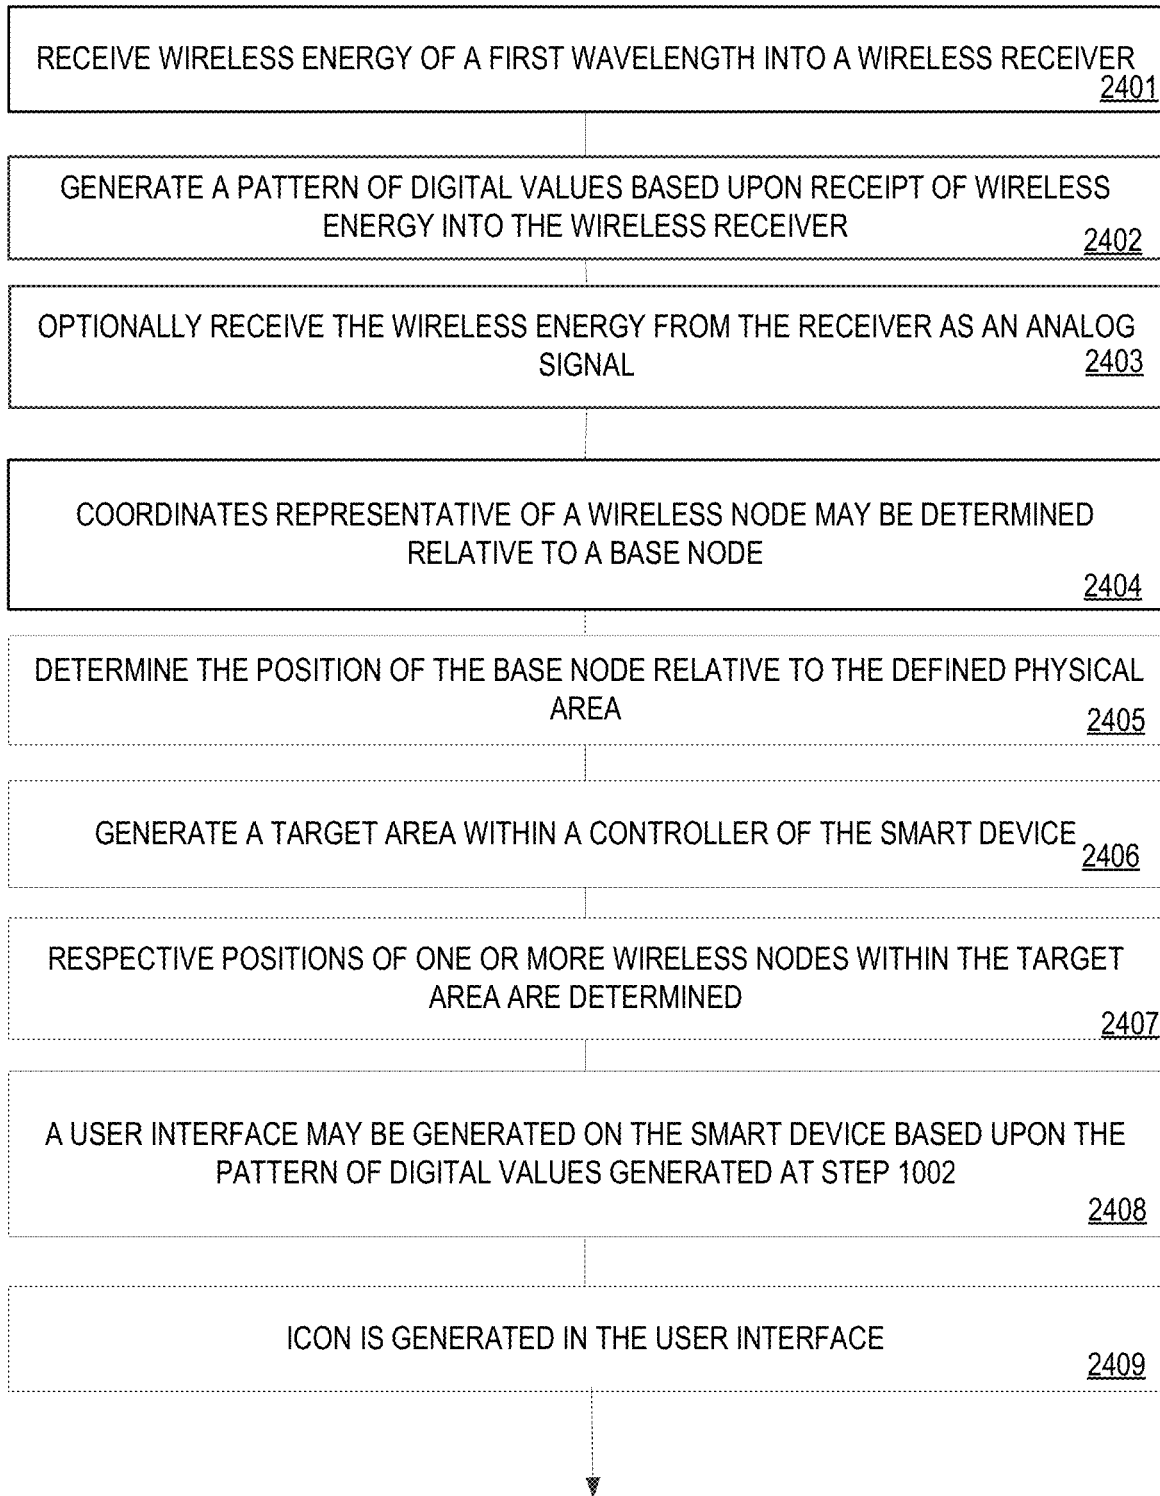 RECEIVE WIRELESS ENERGY OF A FIRST WAVELENGTH INTO A WIRELESS RECEIVER
2401
GENERATE A PATTERN OF DIGITAL VALUES BASED UPON RECEIPT OF WIRELESS
ENERGY INTO THE WIRELESS RECEIVER
2402
OPTIONALLY RECEIVE THE WIRELESS ENERGY FROM THE RECEIVER AS AN ANALOG
SIGNAL
2403
COORDINATES REPRESENTATIVE OF A WIRELESS NODE MAY BE DETERMINED
RELATIVE TO A BASE NODE
2404
DETERMINE THE POSITION OF THE BASE NODE RELATIVE TO THE DEFINED PHYSICAL
AREA
2405
GENERATE A TARGET AREA WITHIN A CONTROLLER OF THE SMART DEVICE
2406
RESPECTIVE POSITIONS OF ONE OR MORE WIRELESS NODES WITHIN THE TARGET
AREA ARE DETERMINED
2407
A USER INTERFACE MAY BE GENERATED ON THE SMART DEVICE BASED UPON THE
PATTERN OF DIGITAL VALUES GENERATED AT STEP 1002
2408
ICON IS GENERATED IN THE USER INTERFACE
2409